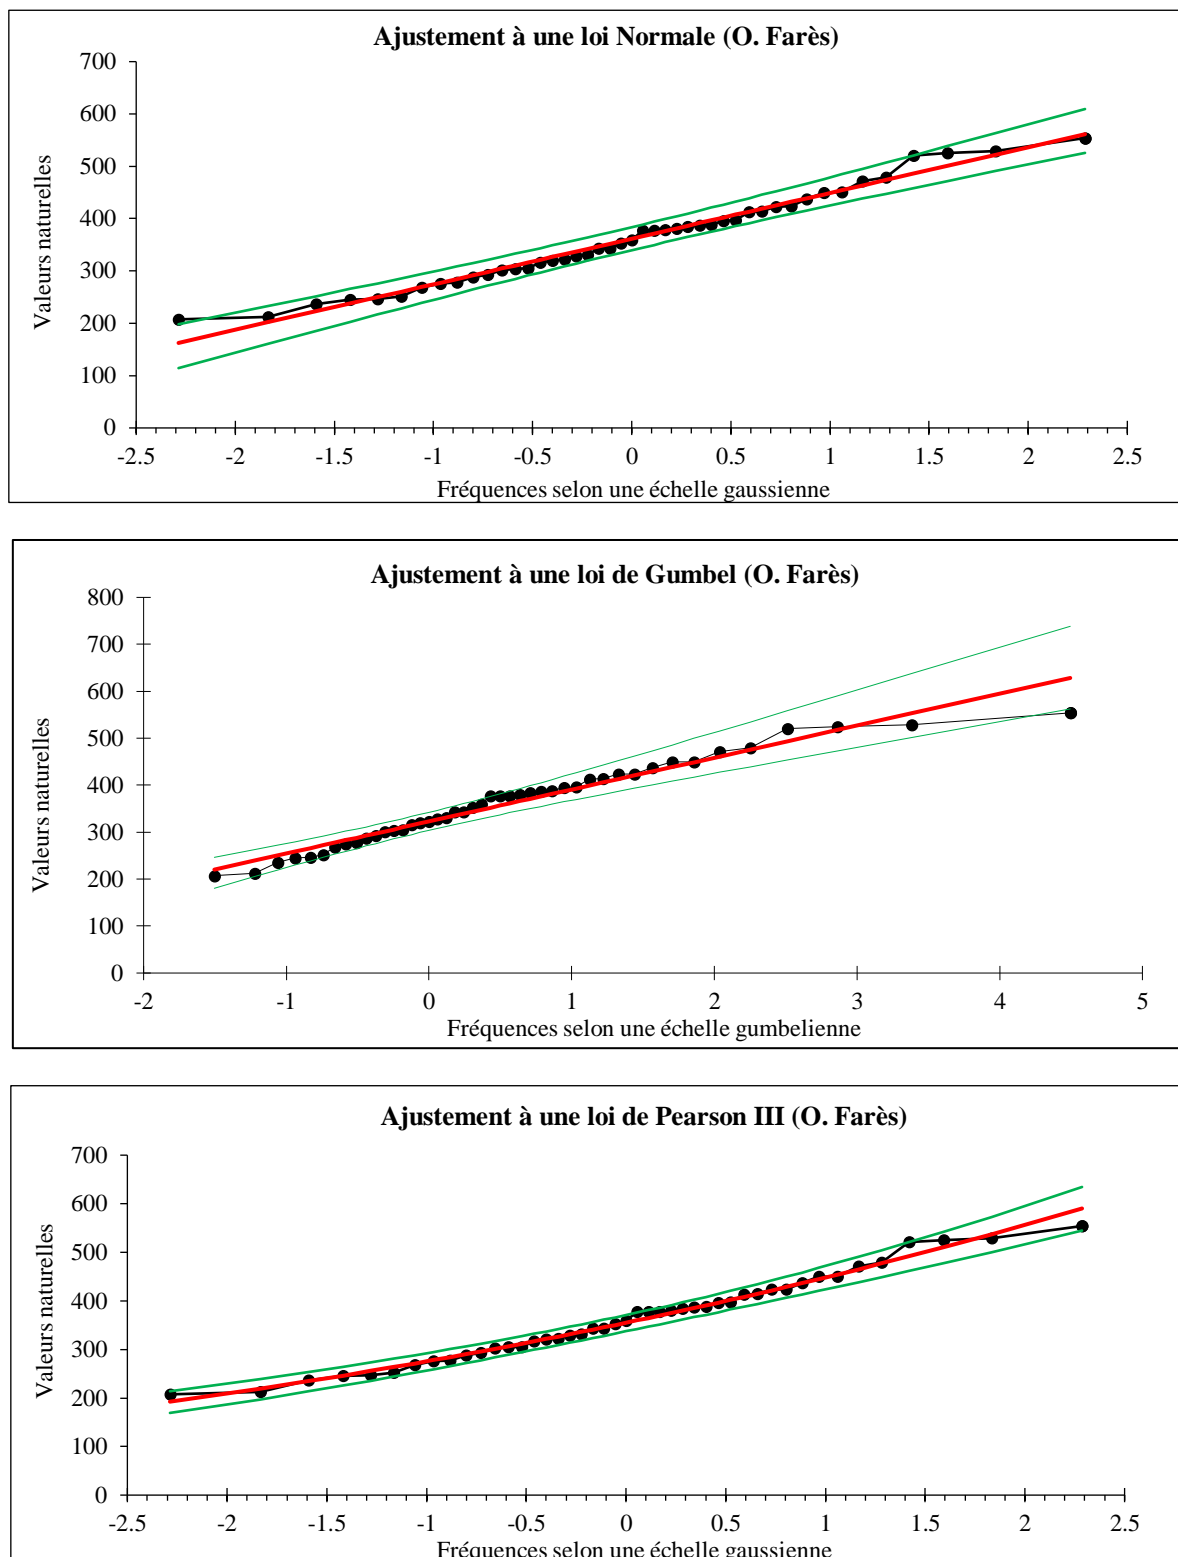 Ajustement à une loi Normale (O. Farès)
700
600
500
400
300
200
100
0
-2.5 -2 -1.5 -1 -0.5 0 0.5 1 1.5 2 2.5
Valeurs naturelles
Fréquences selon une échelle gaussienne
Ajustement à une loi de Gumbel (O. Farès)
800
700
600
500
400
300
200
100
0
-2 -1 0 1 2 3 4 5
Valeurs naturelles
Fréquences selon une échelle gumbelienne
Ajustement à une loi de Pearson III (O. Farès)
700
600
500
400
300
200
100
0
-2.5 -2 -1.5 -1 -0.5 0 0.5 1 1.5 2 2.5
Valeurs naturelles
Fréquences selon une échelle gaussienne